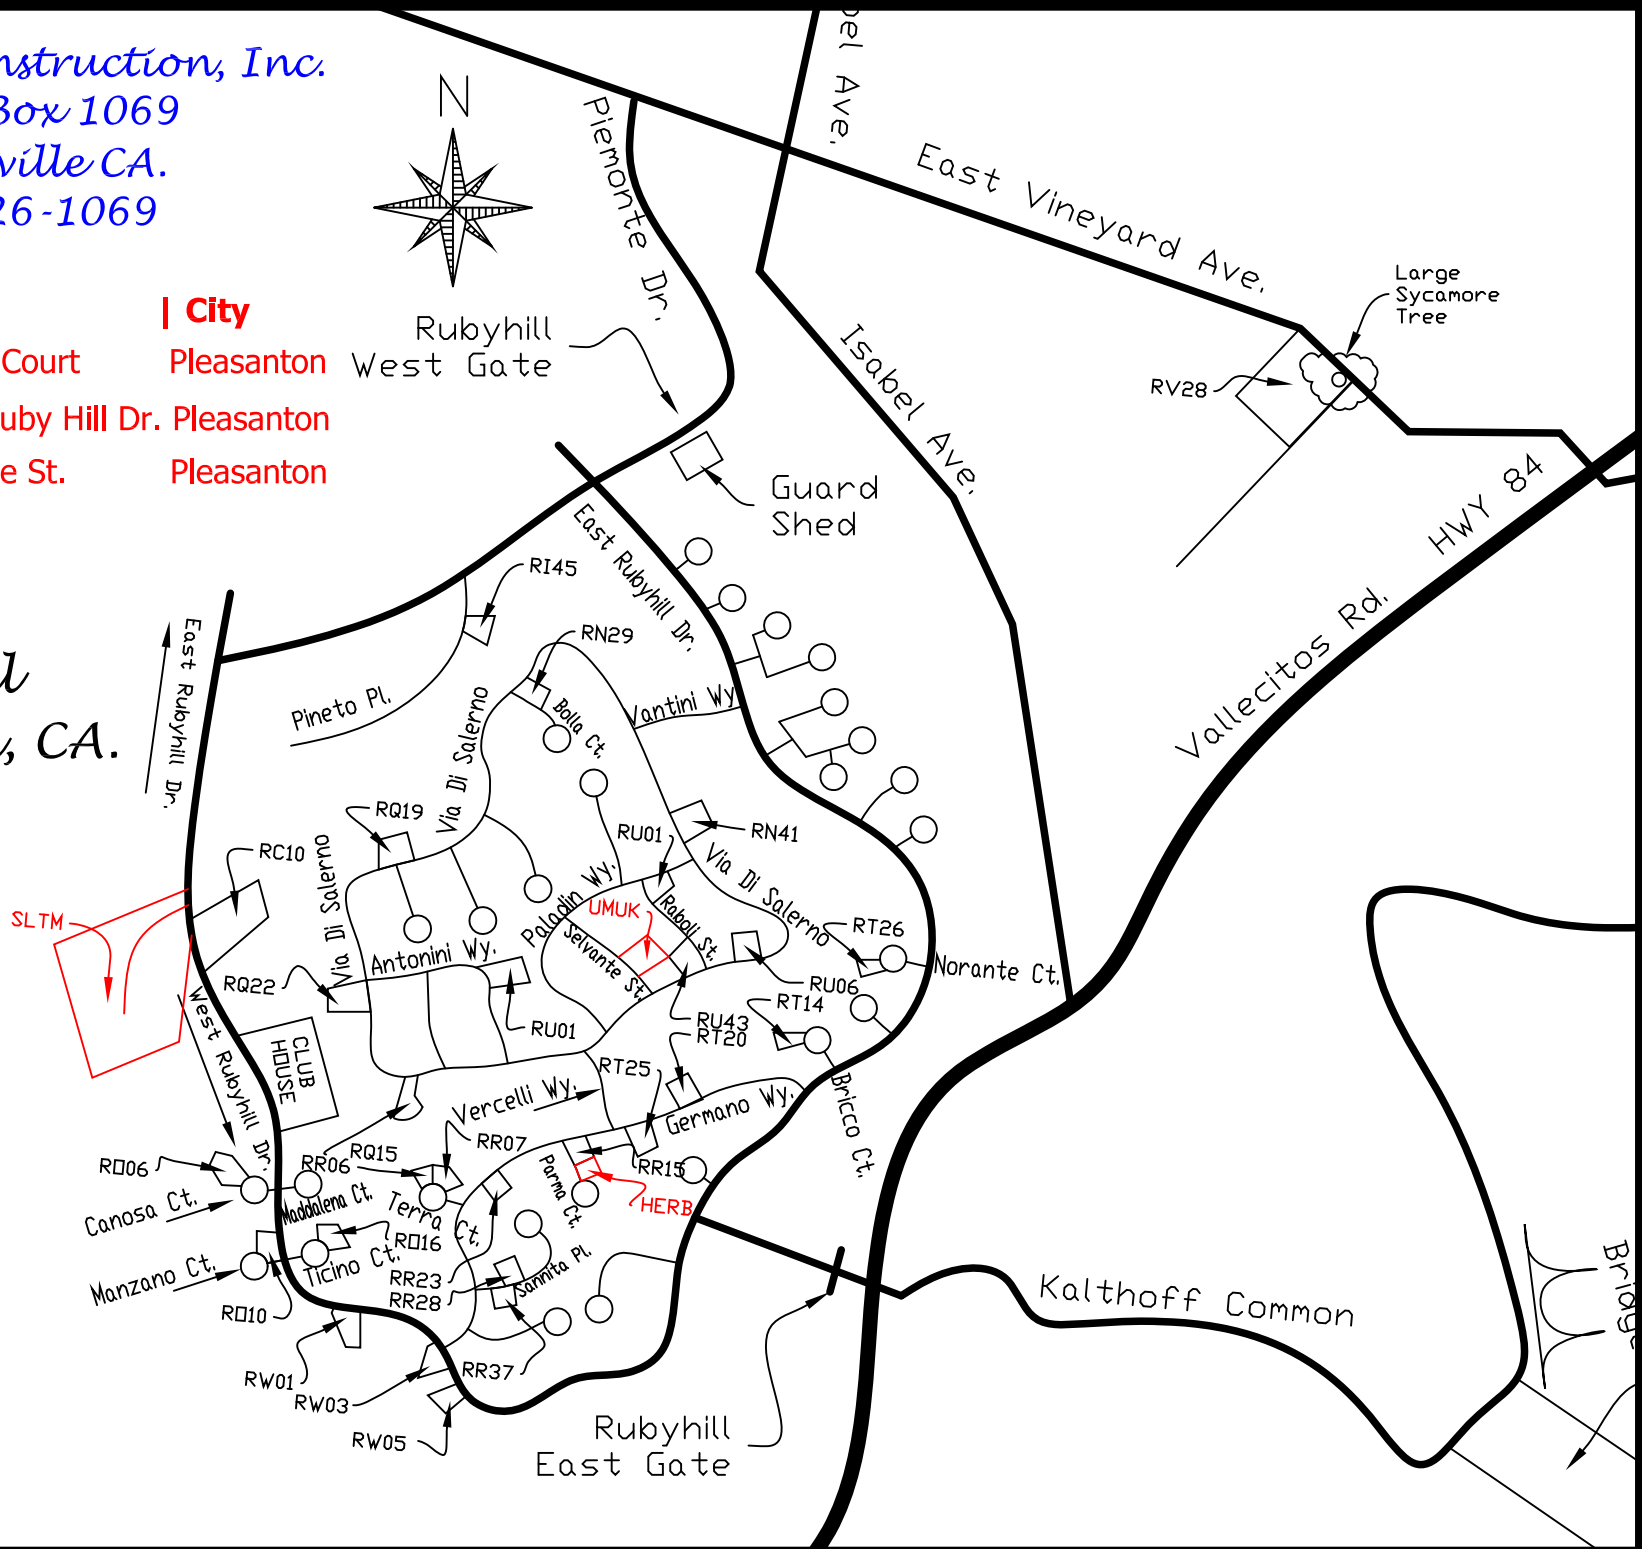 nstruction, Inc.
Box 1069
ville CA.
26-1069
| City
Court Pleasanton
uby Hill Dr. Pleasanton
e St. Pleasanton
l
, CA.
N
Piemonte Dr.
bel Ave.
East Vineyard Ave.
Large
Sycamore
Tree
RV28
Rubyhill
West Gate
Isabel Ave.
Guard
Shed
HWY 84
Vallecitos Rd.
East Rubyhill Dr.
East Rubyhill Dr.
RI45
RN29
Pineto Pl.
Via Di Salerno
Bolla Ct.
Vantini Wy
RQ19
RU01
RN41
RC10
Via Di Salerno
Via Di Salerno
Paladin Wy.
UMUK
Raboli St.
Selvante St.
SLTM
Antonini Wy.
RT26
Norante Ct.
RQ22
RU06
RT14
RU01
RU43
RT20
West Rubyhill Dr.
CLUB
HOUSE
RT25
Vercelli Wy.
Germano Wy.
Bricco Ct.
RR07
RQ15
RR06
RO06
RR15
Parma Ct.
HERB
Canosa Ct.
Maddalena Ct.
Terra Ct.
RO16
Manzano Ct.
Ticino Ct.
RR23
RR28
Sannita Pl.
RO10
RW01
RW03
RR37
RW05
Rubyhill
East Gate
Kalthoff Common
Bridge